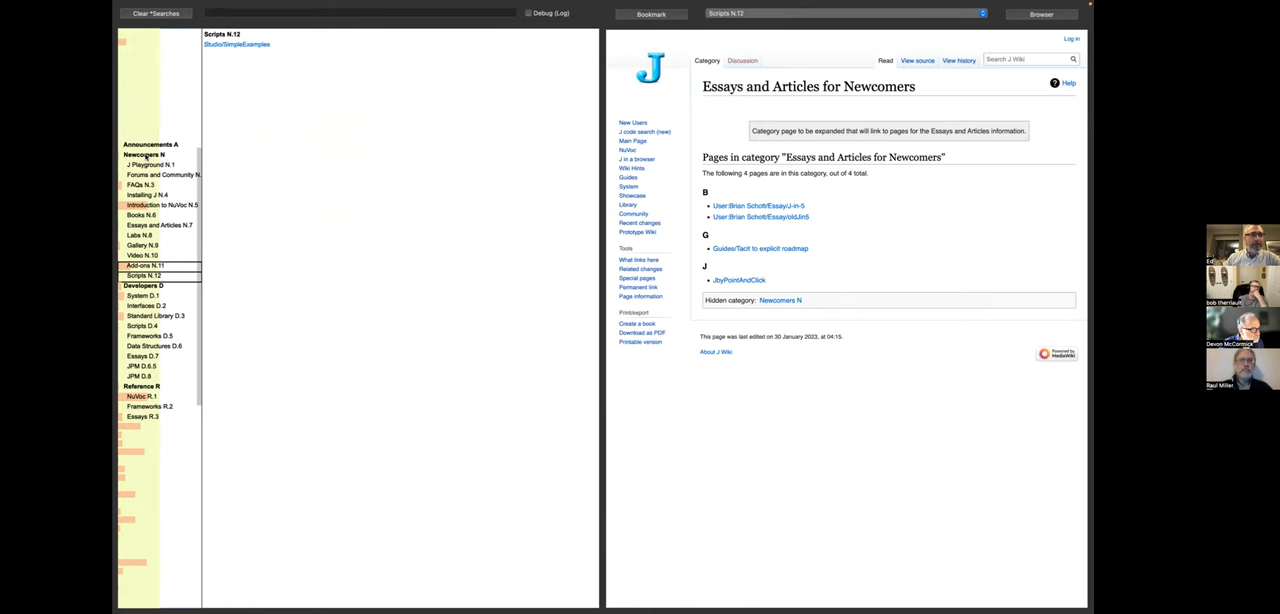 Clear *Searches
Debug (Log)
Bookmark
Scripts N.12
Browser
Scripts N.12
Studio/SimpleExamples
Announcements A
Newcomers N
J Playground N.1
Forums and Community N.
FAQs N.3
Installing J N.4
Introduction to NuVoc N.5
Books N.6
Essays and Articles N.7
Labs N.8
Gallery N.9
Video N.10
Add-ons N.11
Scripts N.12
Developers D
System D.1
Interfaces D.2
Standard Library D.3
Scripts D.4
Frameworks D.5
Data Structures D.6
Essays D.7
JPM D.6.5
JPM D.8
Reference R
NuVoc R.1
Frameworks R.2
Essays R.3
Log in
J
Category
Discussion
Read
View source
View history
Search J Wiki
Essays and Articles for Newcomers
Help
Category page to be expanded that will link to pages for the Essays and Articles information.
Pages in category "Essays and Articles for Newcomers"
The following 4 pages are in this category, out of 4 total.
B
User:Brian Schott/Essay/J-in-5
User:Brian Schott/Essay/oldJin5
G
Guides/Tacit to explicit roadmap
J
JbyPointAndClick
Hidden category: Newcomers N
This page was last edited on 30 January 2023, at 04:15.
About J Wiki
Powered by
MediaWiki
New Users
J code search (new)
Main Page
NuVoc
J in a browser
Wiki Hints
Guides
System
Showcase
Library
Community
Recent changes
Prototype Wiki
Tools
What links here
Related changes
Special pages
Permanent link
Page information
Print/export
Create a book
Download as PDF
Printable version
Ed
bob therriault
Devon McCormick
Raul Miller